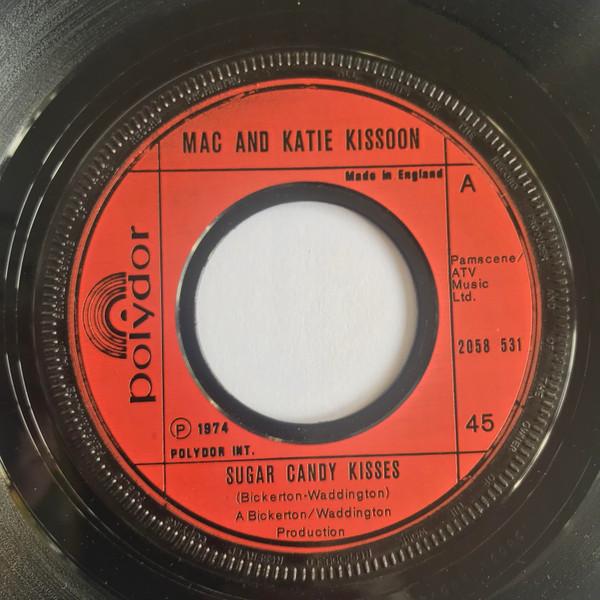 MAC AND KATIE KISSOON
Made in England
A
polydor
Pamscene/
ATV
Music
Ltd.
2058 531
℗ 1974
POLYDOR INT.
45
SUGAR CANDY KISSES
(Bickerton-Waddington)
A Bickerton/Waddington
Production